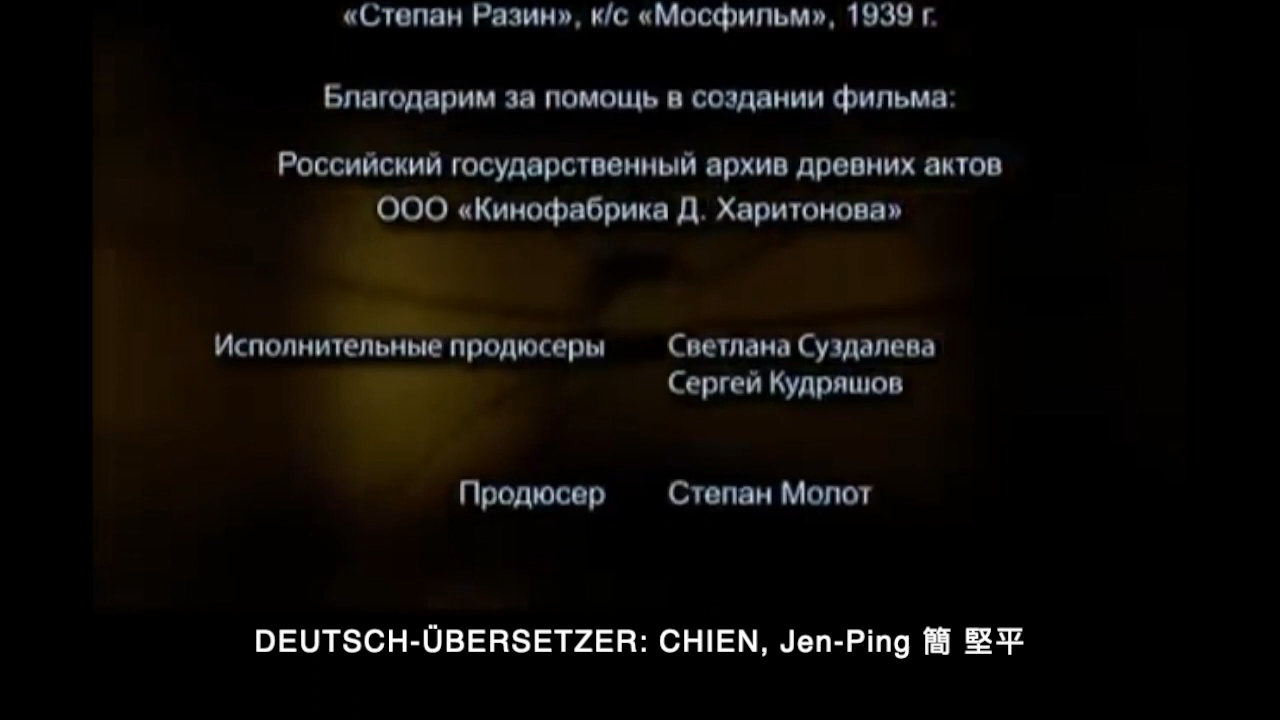 «Степан Разин», к/с «Мосфильм», 1939 г.
Благодарим за помощь в создании фильма:
Российский государственный архив древних актов
ООО «Кинофабрика Д. Харитонова»
Исполнительные продюсеры Светлана Суздалева
Сергей Кудряшов
Продюсер Степан Молот
DEUTSCH-ÜBERSETZER: CHIEN, Jen-Ping 簡 堅平